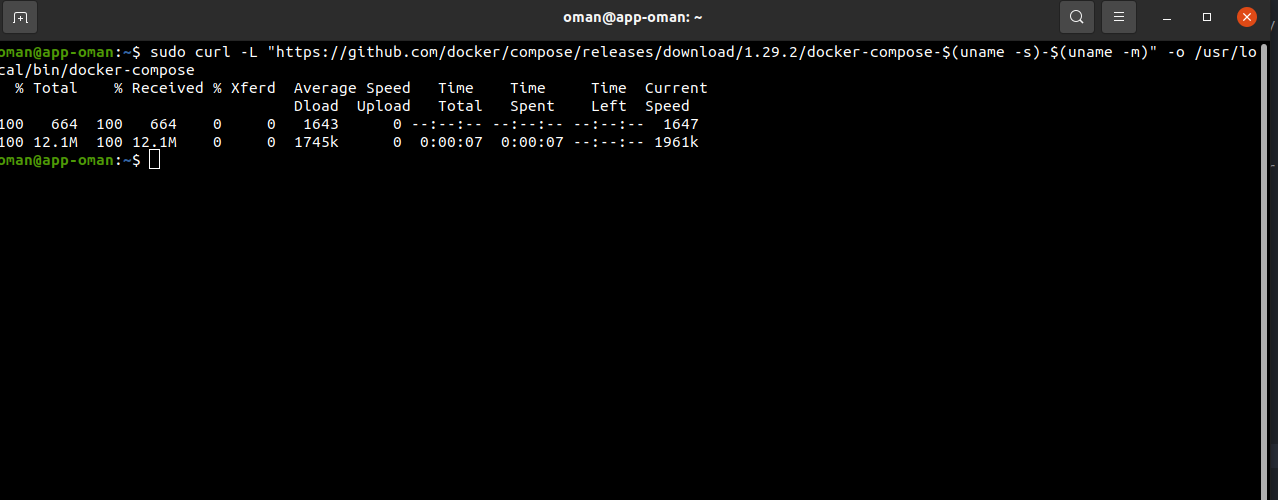 oman@app-oman: ~
oman@app-oman:~$ sudo curl -L "https://github.com/docker/compose/releases/download/1.29.2/docker-compose-$(uname -s)-$(uname -m)" -o /usr/lo
cal/bin/docker-compose
  % Total    % Received % Xferd  Average Speed   Time    Time     Time  Current
                                 Dload  Upload   Total   Spent    Left  Speed
100   664  100   664    0     0   1643      0 --:--:-- --:--:-- --:--:--  1647
100 12.1M  100 12.1M    0     0  1745k      0  0:00:07  0:00:07 --:--:-- 1961k
oman@app-oman:~$